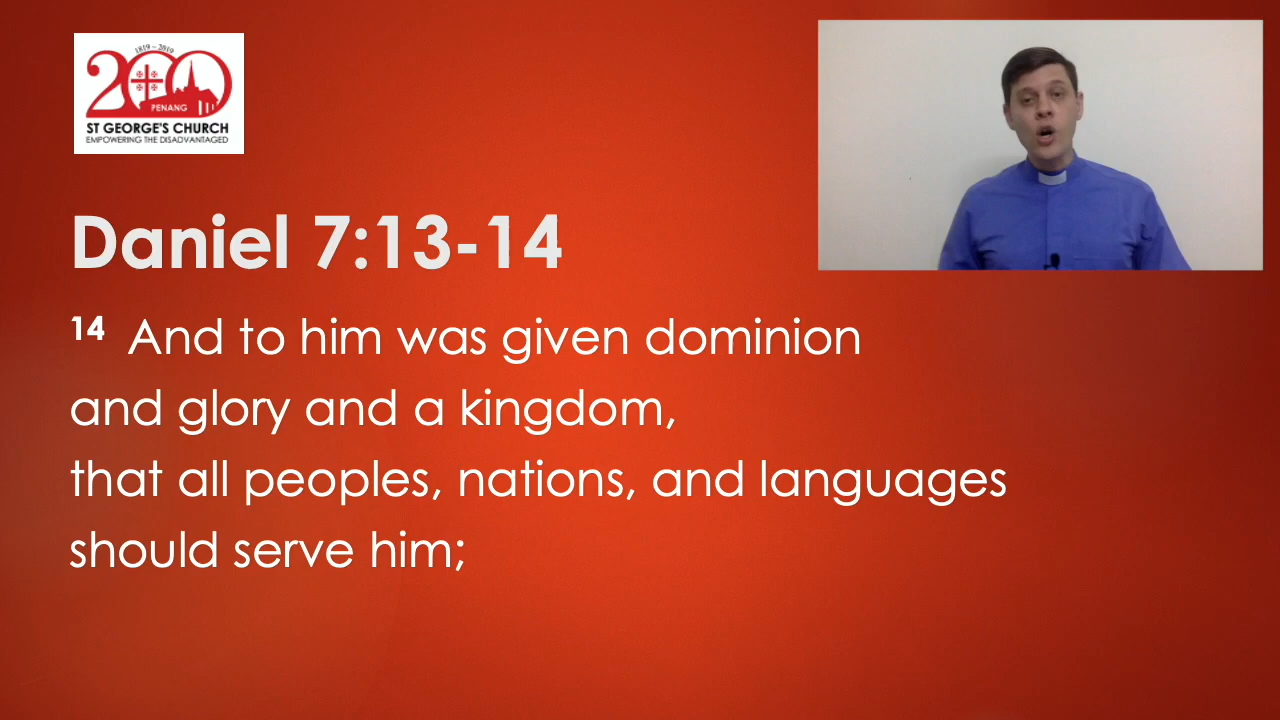 1819 ~ 2019
200
PENANG
ST GEORGE'S CHURCH
EMPOWERING THE DISADVANTAGED
Daniel 7:13-14
14 And to him was given dominion
and glory and a kingdom,
that all peoples, nations, and languages
should serve him;